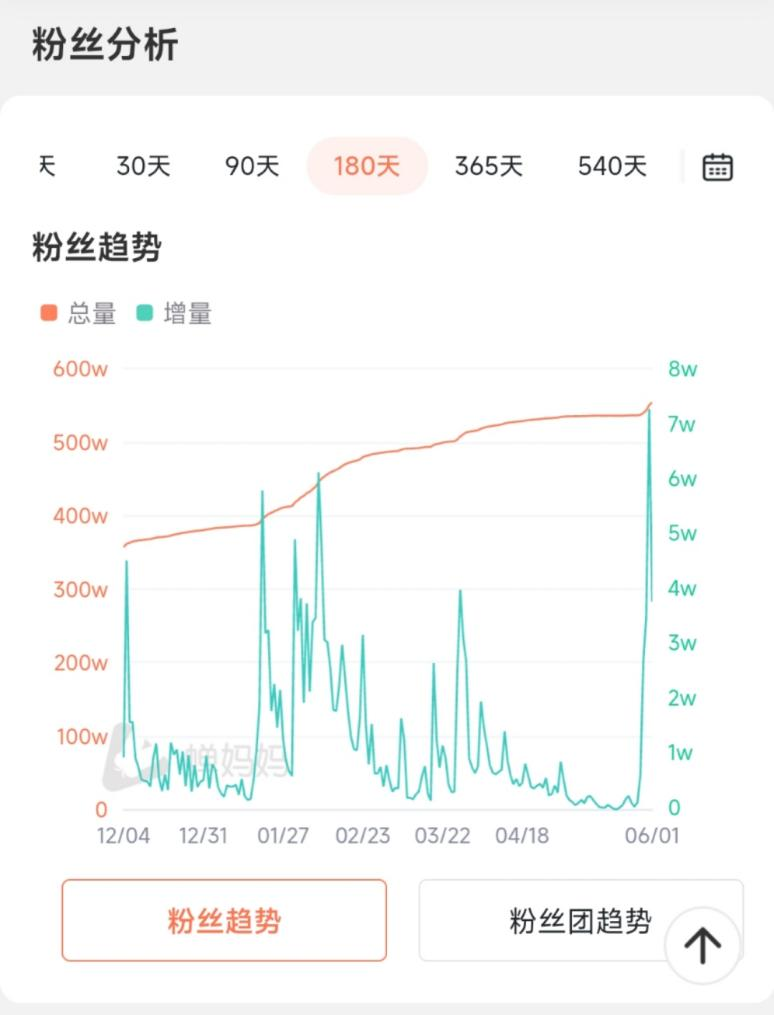 粉丝分析
天 30天 90天 180天 365天 540天
粉丝趋势
总量 增量
600w 8w
500w 7w
400w 6w
300w 5w
200w 4w
100w 3w
0 2w
1w
0
蝉妈妈
12/04 12/31 01/27 02/23 03/22 04/18 06/01
粉丝趋势 粉丝团趋势